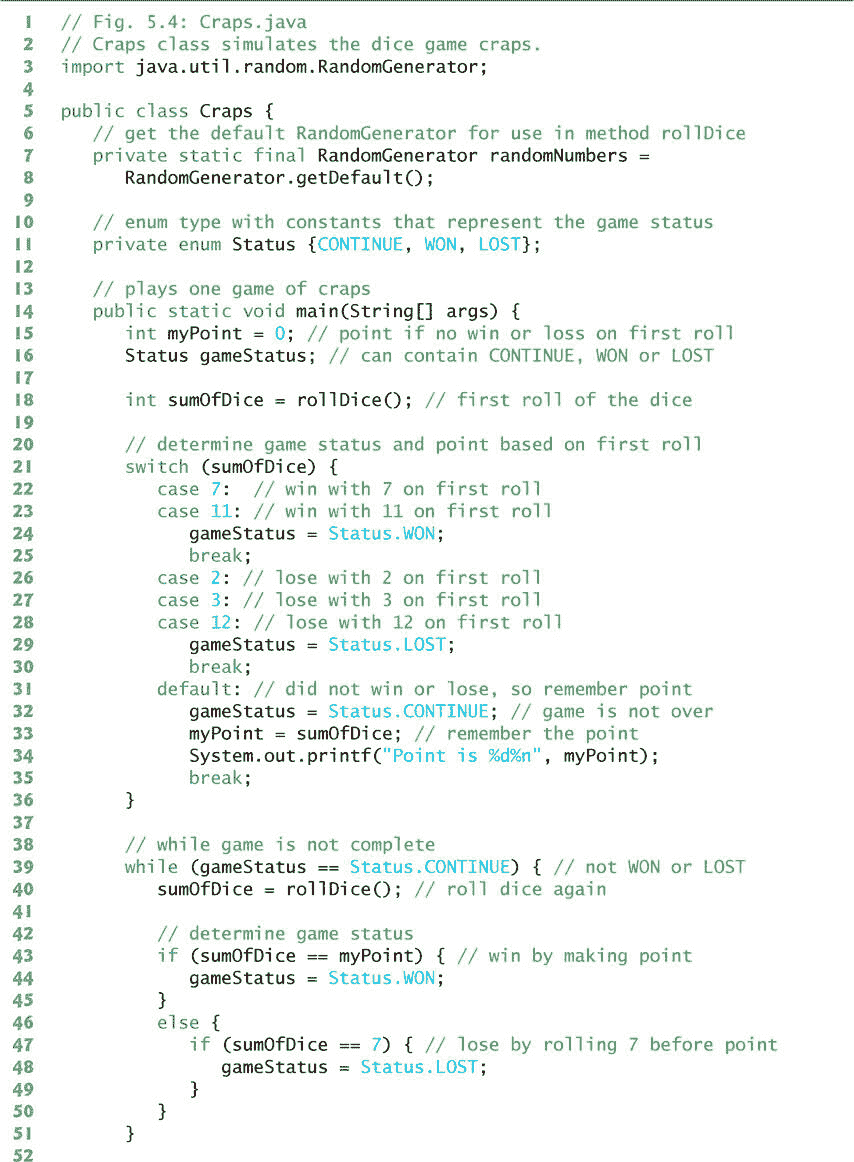 1 // Fig. 5.4: Craps.java
2 // Craps class simulates the dice game craps.
3 import java.util.random.RandomGenerator;
4
5 public class Craps {
6    // get the default RandomGenerator for use in method rollDice
7    private static final RandomGenerator randomNumbers =
8       RandomGenerator.getDefault();
9
10    // enum type with constants that represent the game status
11    private enum Status {CONTINUE, WON, LOST};
12
13    // plays one game of craps
14    public static void main(String[] args) {
15       int myPoint = 0; // point if no win or loss on first roll
16       Status gameStatus; // can contain CONTINUE, WON or LOST
17
18       int sumOfDice = rollDice(); // first roll of the dice
19
20       // determine game status and point based on first roll
21       switch (sumOfDice) {
22          case 7:  // win with 7 on first roll
23          case 11: // win with 11 on first roll
24             gameStatus = Status.WON;
25             break;
26          case 2: // lose with 2 on first roll
27          case 3: // lose with 3 on first roll
28          case 12: // lose with 12 on first roll
29             gameStatus = Status.LOST;
30             break;
31          default: // did not win or lose, so remember point
32             gameStatus = Status.CONTINUE; // game is not over
33             myPoint = sumOfDice; // remember the point
34             System.out.printf("Point is %d%n", myPoint);
35             break;
36       }
37
38       // while game is not complete
39       while (gameStatus == Status.CONTINUE) { // not WON or LOST
40          sumOfDice = rollDice(); // roll dice again
41
42          // determine game status
43          if (sumOfDice == myPoint) { // win by making point
44             gameStatus = Status.WON;
45          }
46          else {
47             if (sumOfDice == 7) { // lose by rolling 7 before point
48                gameStatus = Status.LOST;
49             }
50          }
51       }
52